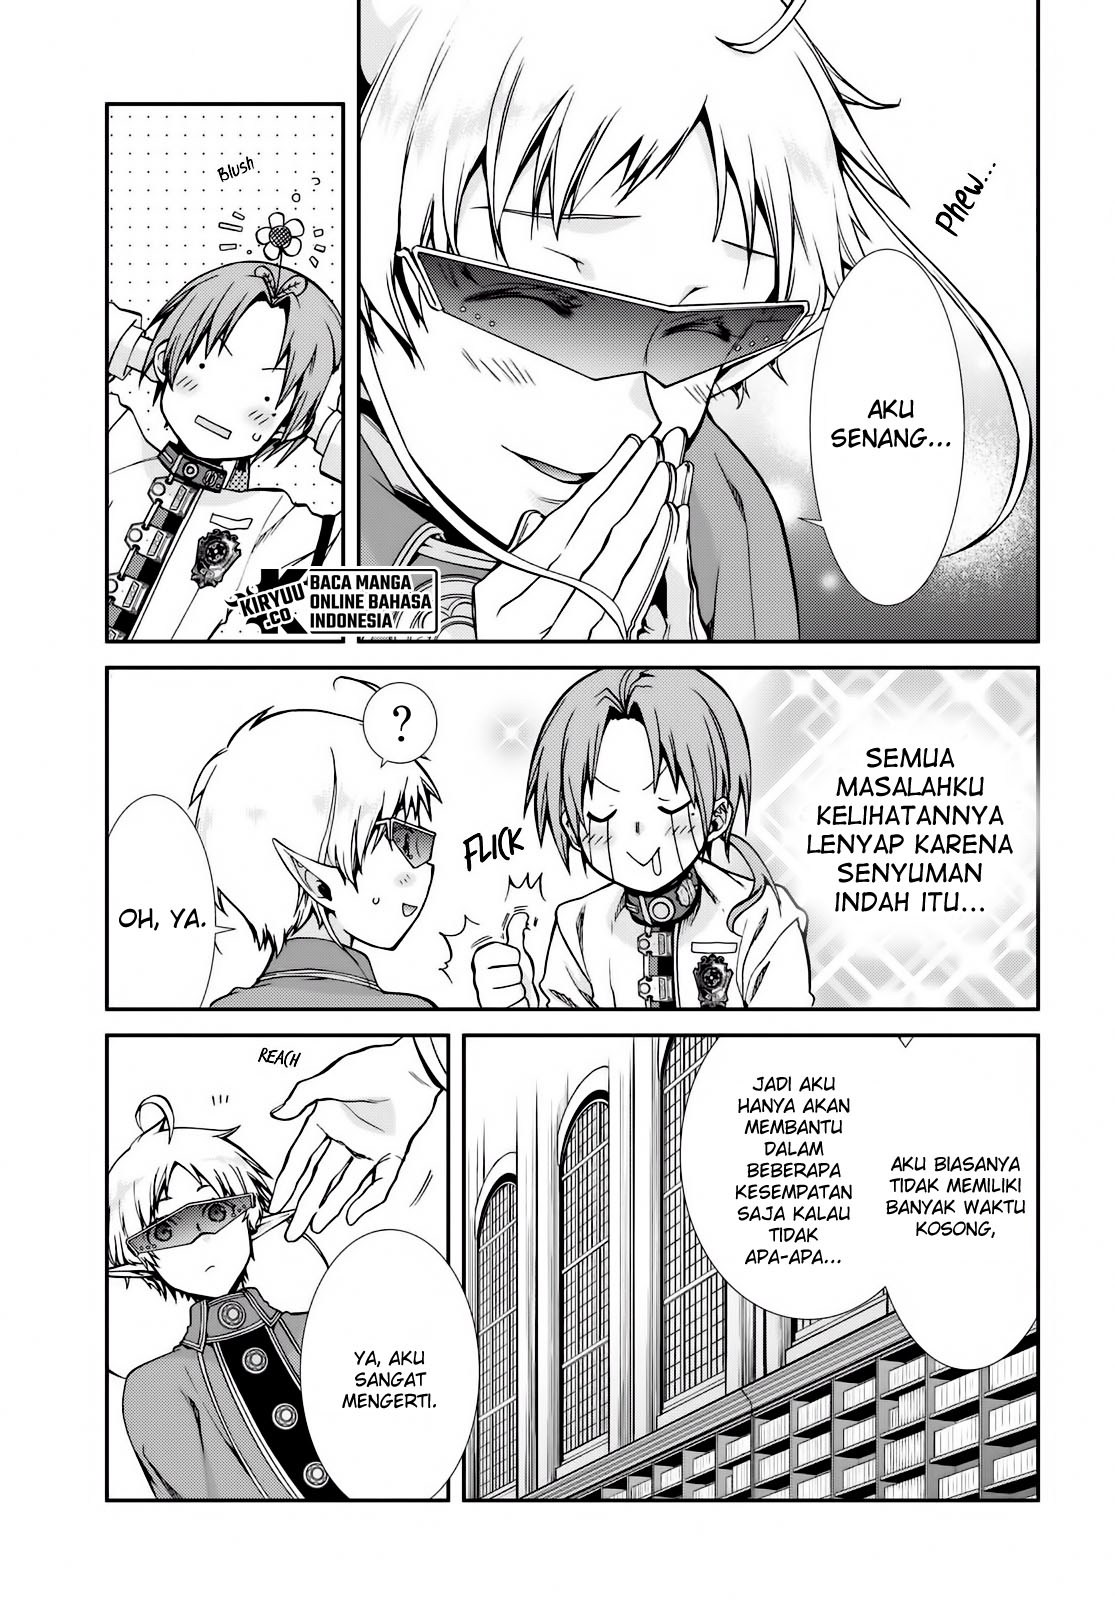 Phew...
AKU
SENANG...
Blush
KIRYUU
.CO
BACA MANGA
ONLINE BAHASA
INDONESIA
SEMUA
MASALAHKU
KELIHATANNYA
LENYAP KARENA
SENYUMAN
INDAH ITU...
FLICK
?
OH, YA.
AKU BIASANYA
TIDAK MEMILIKI
BANYAK WAKTU
KOSONG,
JADI AKU
HANYA AKAN
MEMBANTU
DALAM
BEBERAPA
KESEMPATAN
SAJA KALAU
TIDAK
APA-APA...
REACH
YA, AKU
SANGAT
MENGERTI.